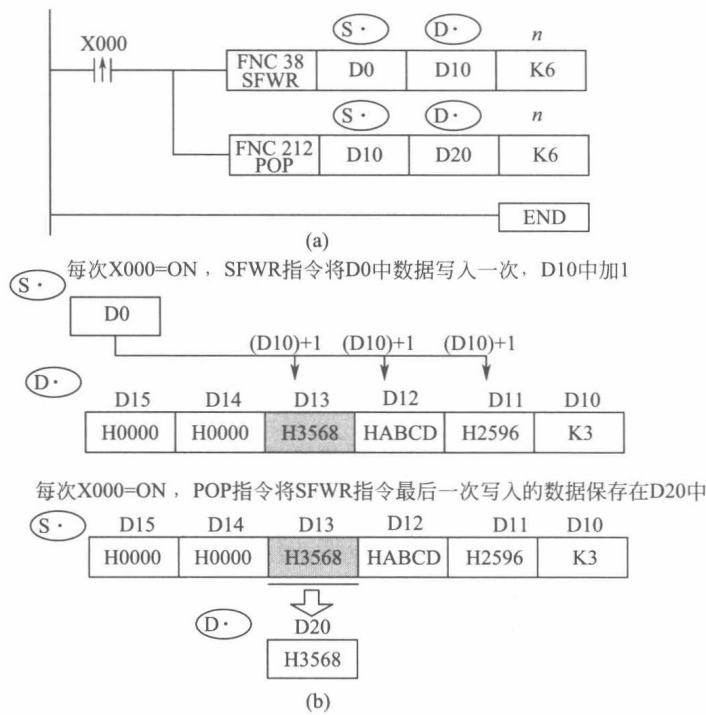 S· D· n
X000
FNC 38 SFWR D0 D10 K6
S· D· n
FNC 212 POP D10 D20 K6
END
(a)
每次X000=ON，SFWR指令将D0中数据写入一次，D10中加1
S·
D0
(D10)+1 (D10)+1 (D10)+1
D·
D15 D14 D13 D12 D11 D10
H0000 H0000 H3568 HABCD H2596 K3
每次X000=ON，POP指令将SFWR指令最后一次写入的数据保存在D20中
S· D15 D14 D13 D12 D11 D10
H0000 H0000 H3568 HABCD H2596 K3
D· D20
H3568
(b)